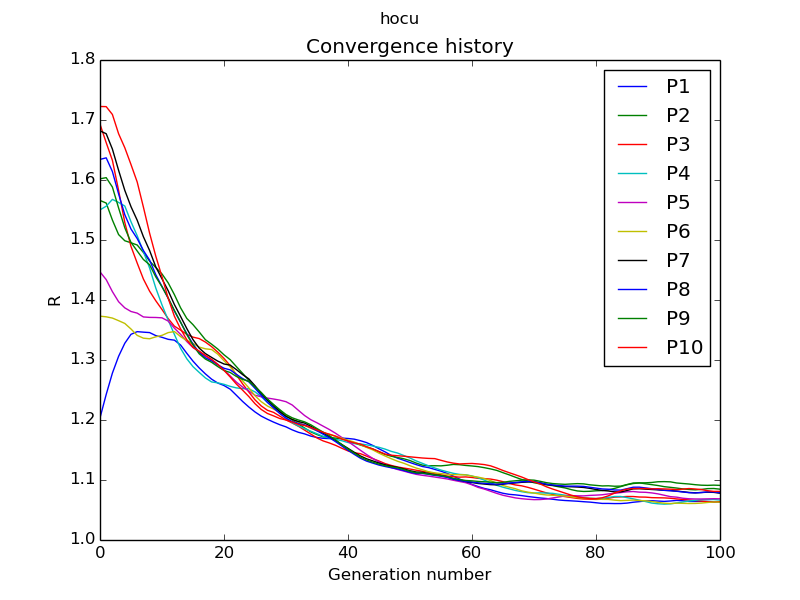 hocu
Convergence history
1.8
1.7
1.6
1.5
1.4
1.3
1.2
1.1
1.0
R
0 20 40 60 80 100
Generation number
P1
P2
P3
P4
P5
P6
P7
P8
P9
P10